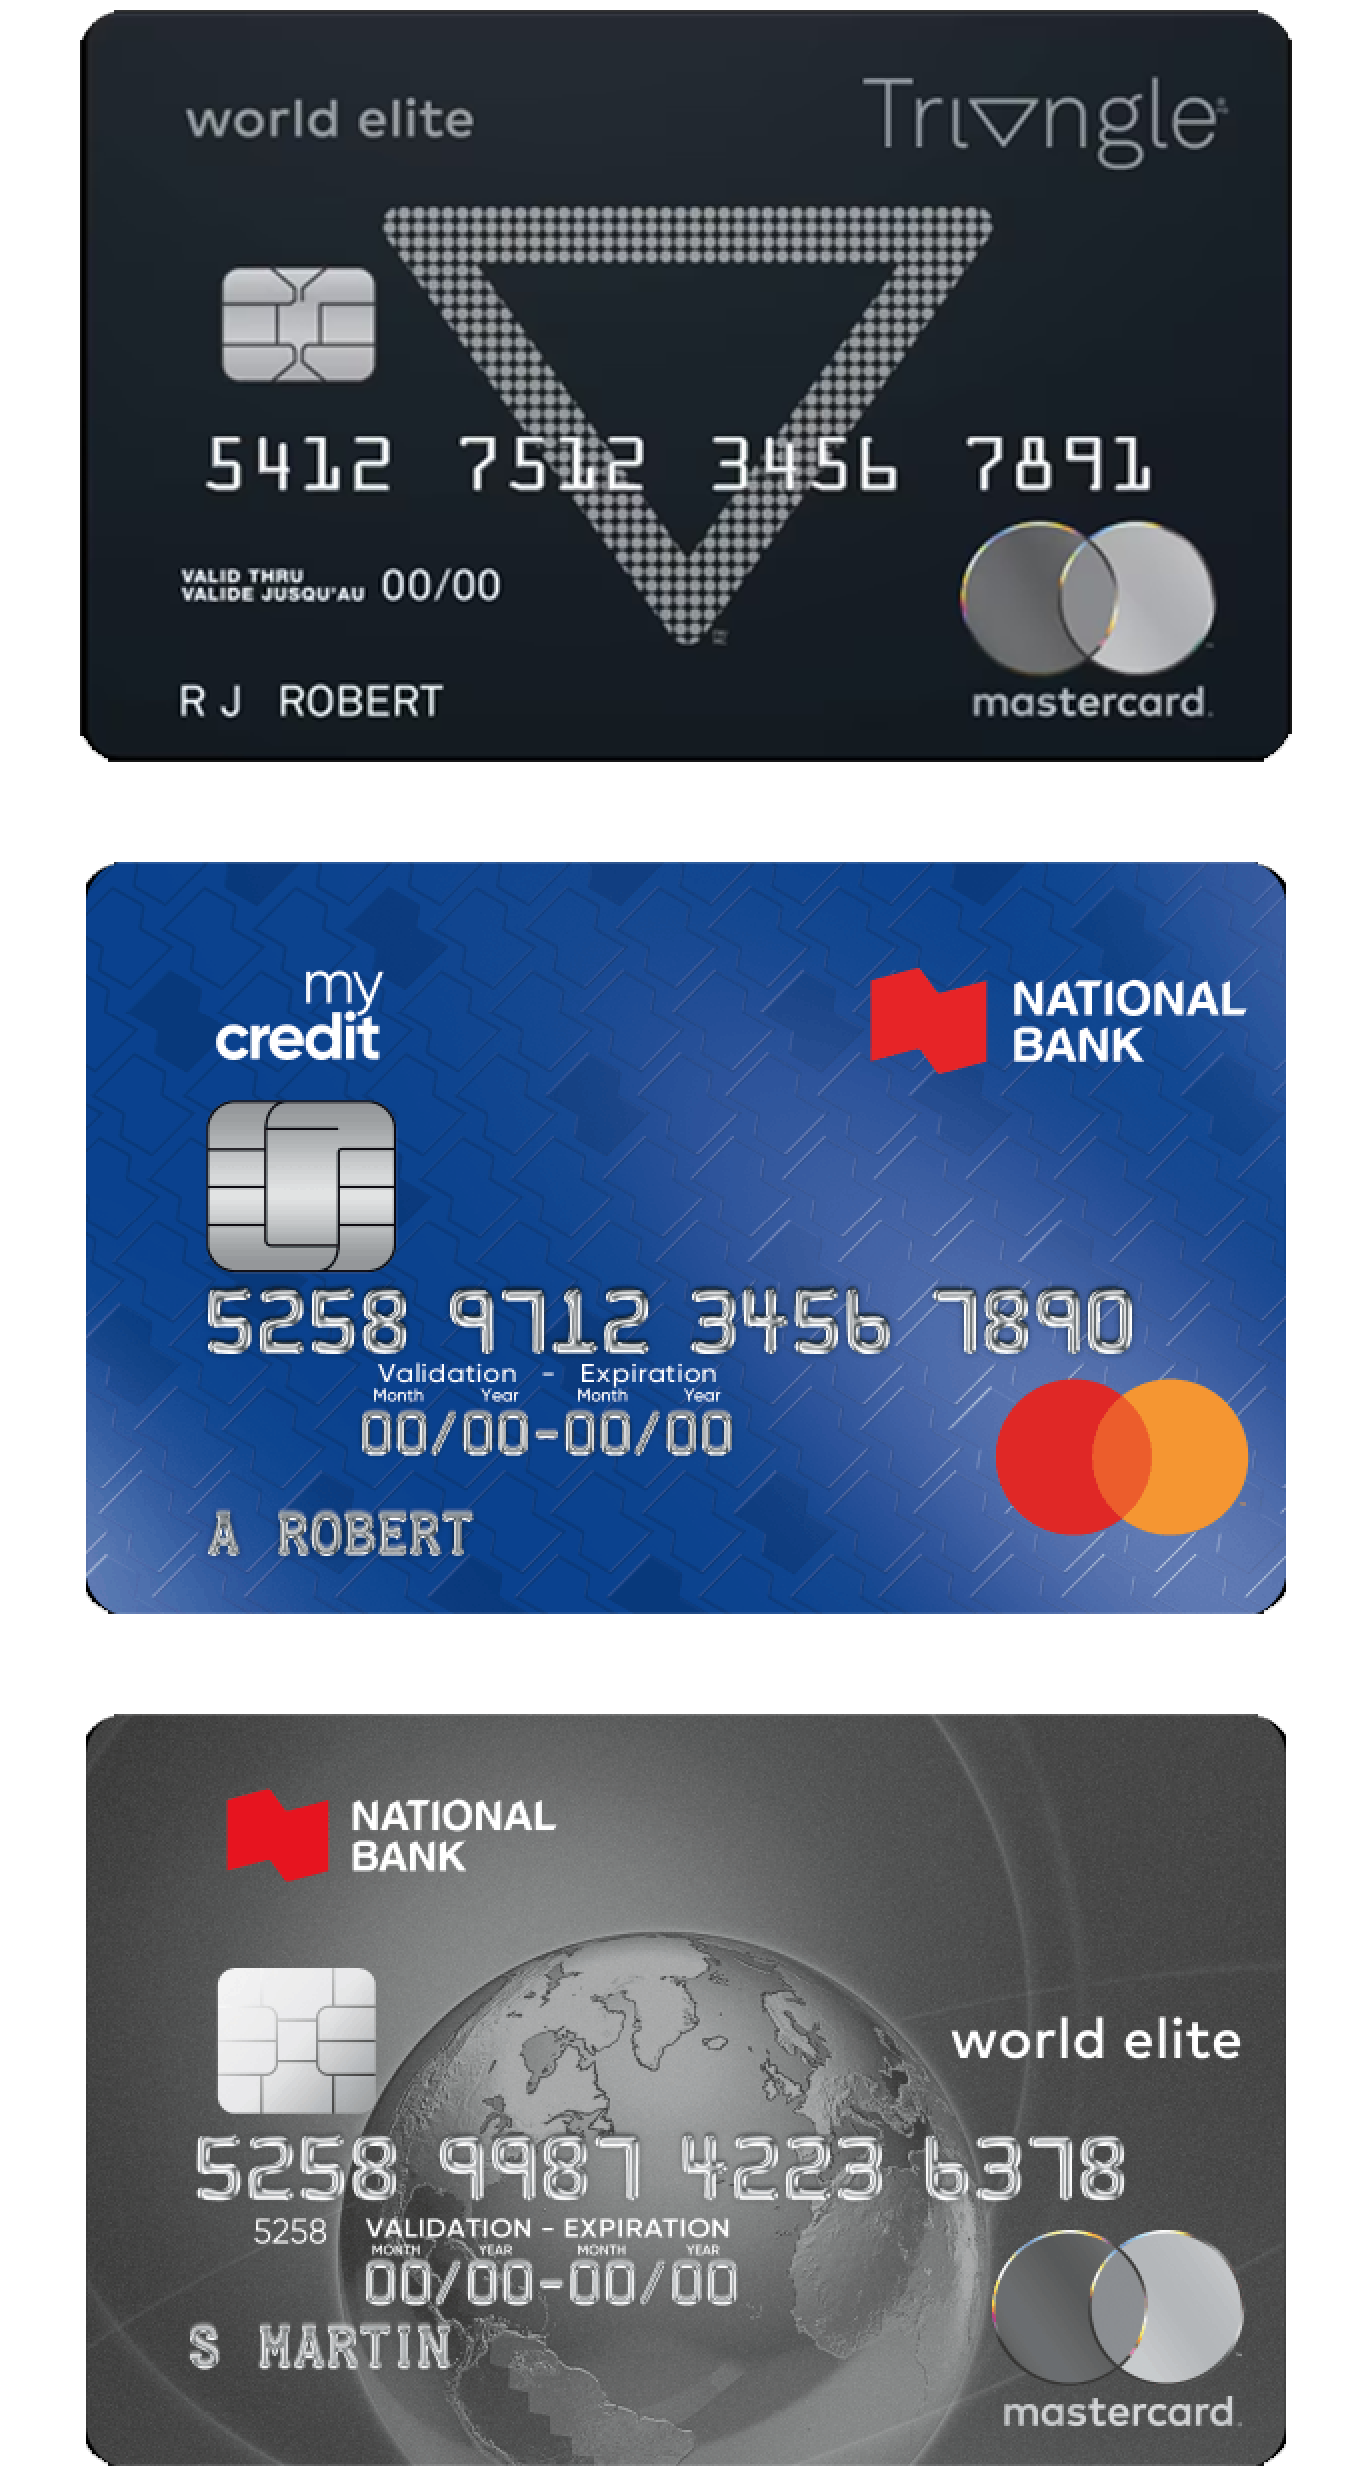 world elite
Triangle
5412 7512 3456 7891
VALID THRU
VALIDE JUSQU'AU 00/00
R J ROBERT
mastercard.
my
credit
NATIONAL
BANK
5258 9712 3456 7890
Validation - Expiration
Month Year Month Year
00/00-00/00
A ROBERT
NATIONAL
BANK
world elite
5258 9987 4223 6378
5258 VALIDATION - EXPIRATION
MONTH YEAR MONTH YEAR
00/00-00/00
S MARTIN
mastercard.